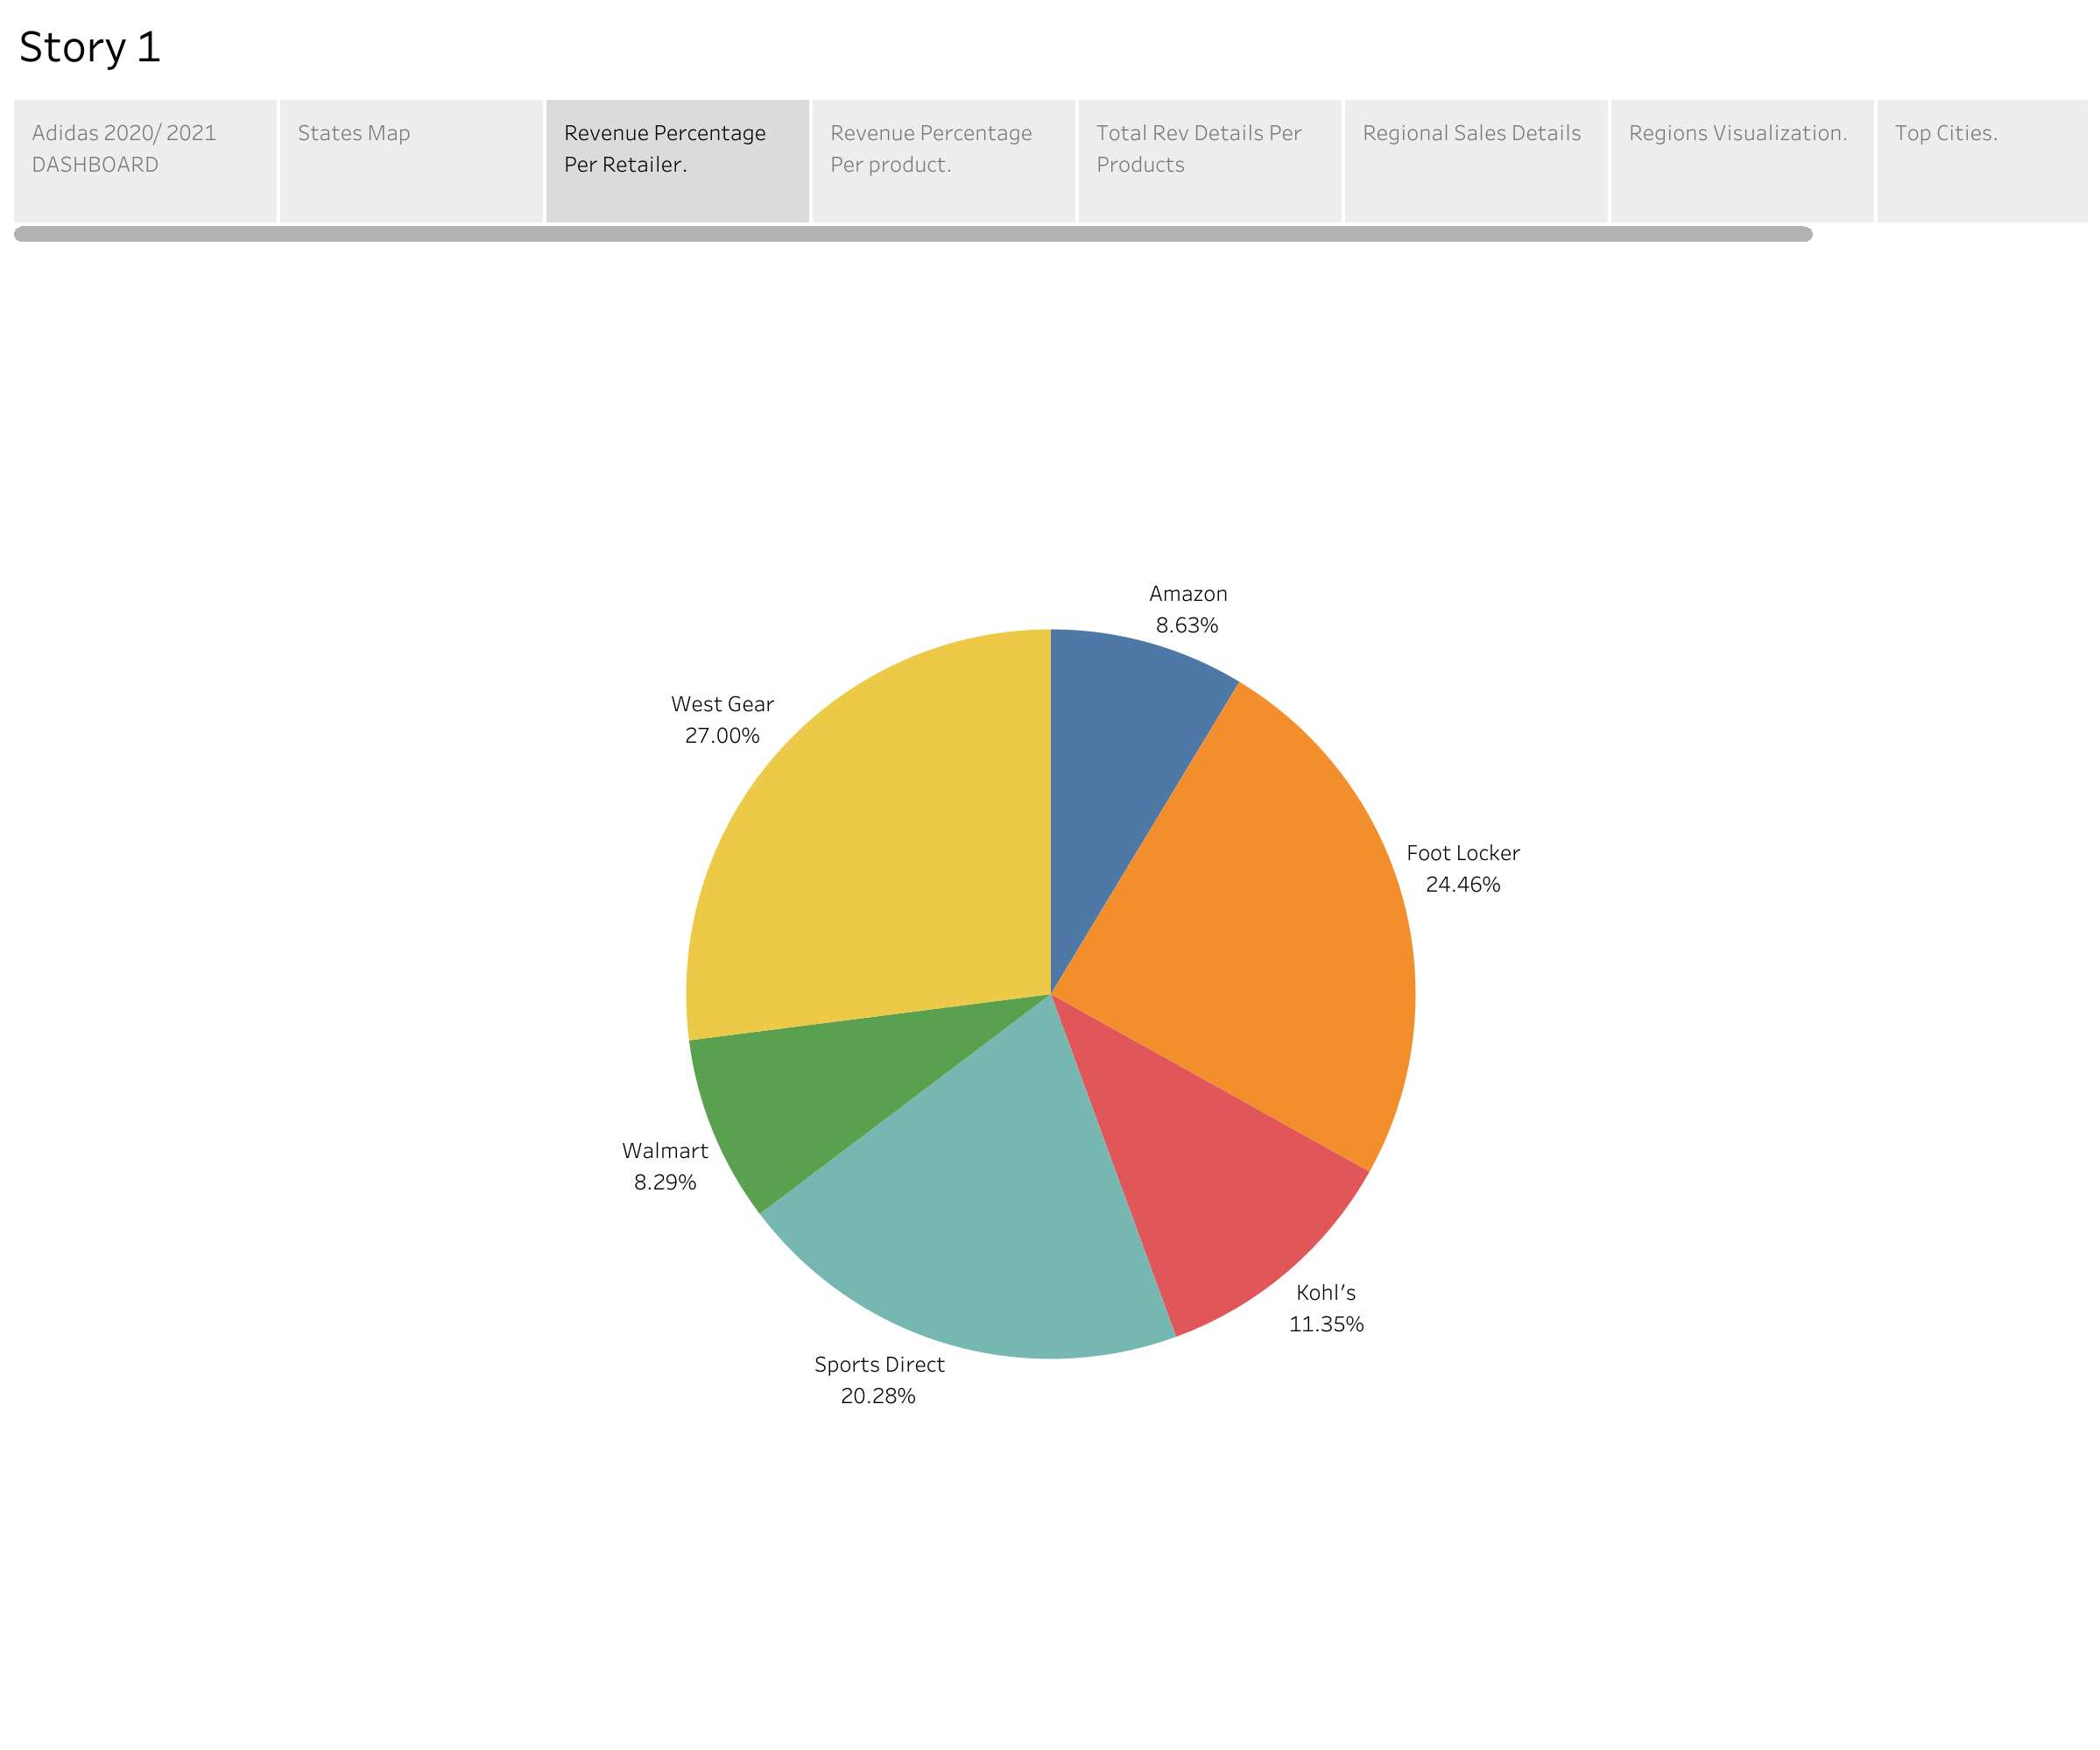 Story 1
Adidas 2020/ 2021
DASHBOARD
States Map
Revenue Percentage
Per Retailer.
Revenue Percentage
Per product.
Total Rev Details Per
Products
Regional Sales Details
Regions Visualization.
Top Cities.
Amazon
8.63%
West Gear
27.00%
Foot Locker
24.46%
Walmart
8.29%
Kohl's
11.35%
Sports Direct
20.28%